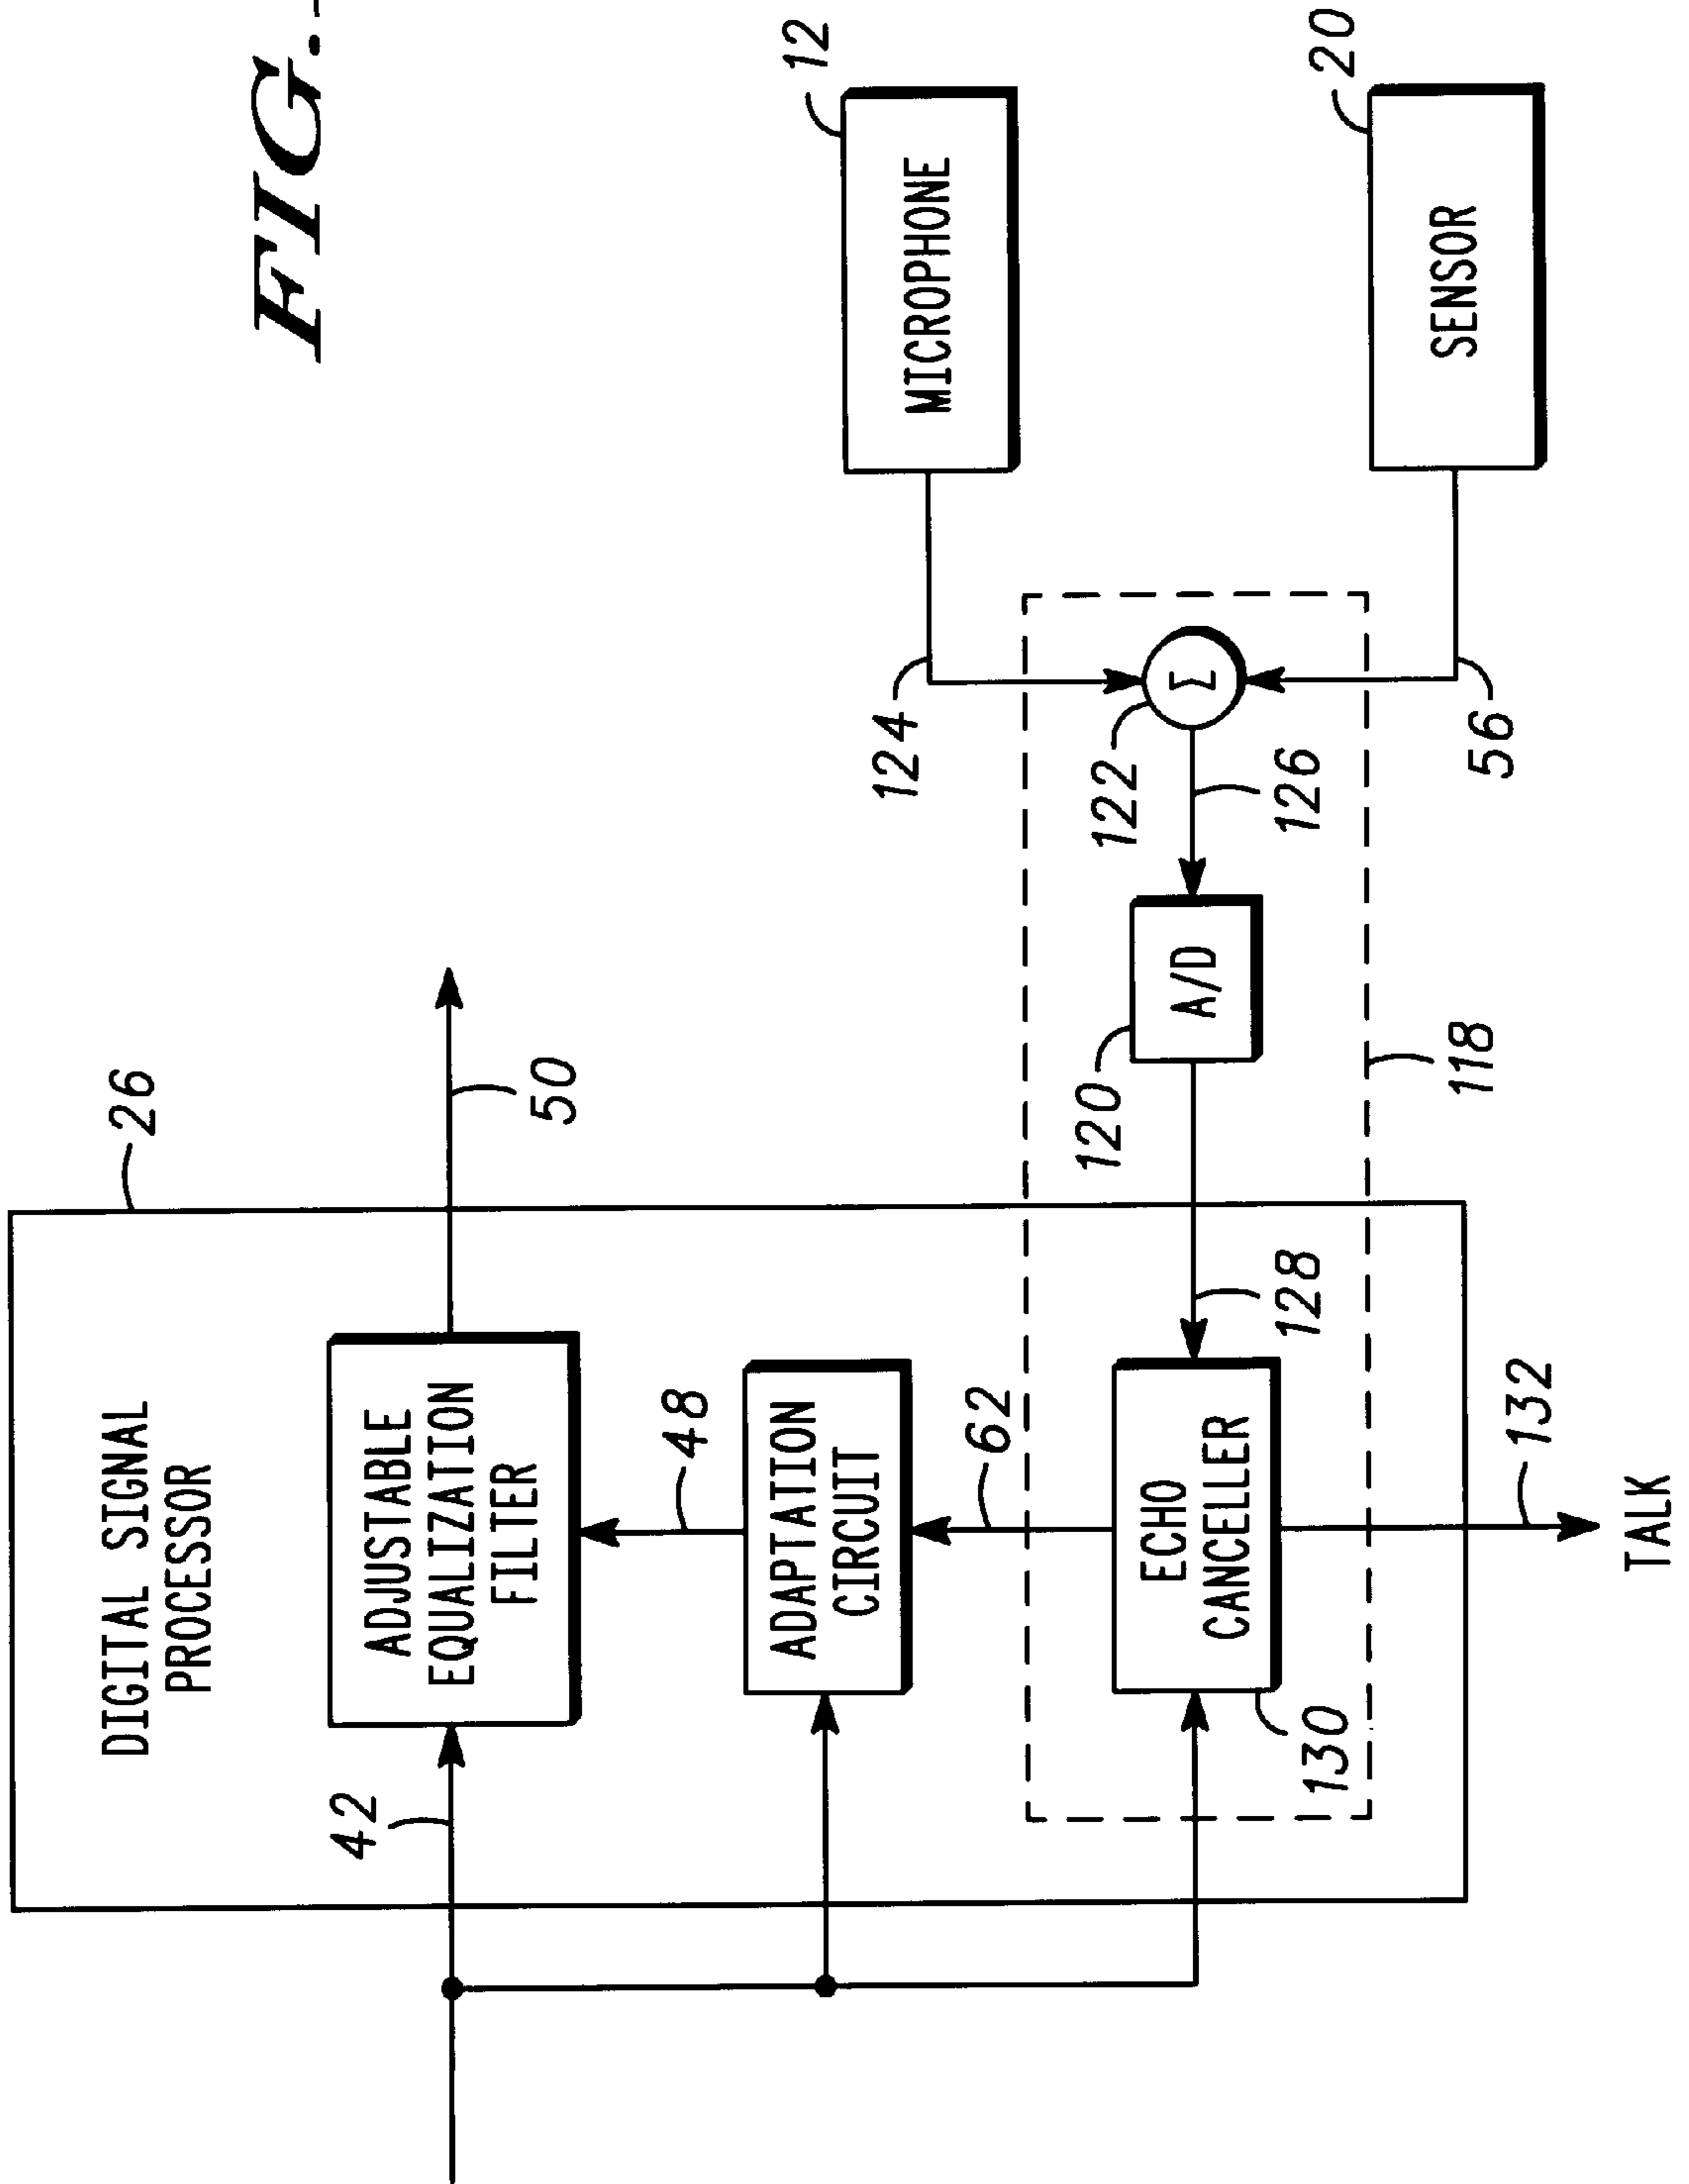 FIG.
26
DIGITAL SIGNAL
PROCESSOR
42
ADJUSTABLE
EQUALIZATION
FILTER
50
48
ADAPTATION
CIRCUIT
62
12
MICROPHONE
124
122
Σ
120
A/D
126
128
ECHO
CANCELLER
130
118
56
20
SENSOR
132
TALK